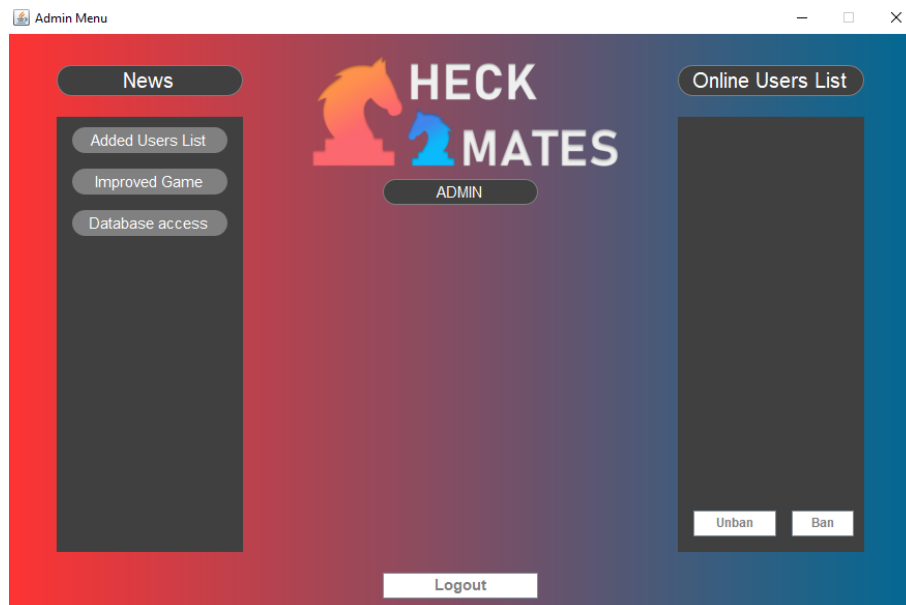 Admin Menu
News
Added Users List
Improved Game
Database access
HECK
MATES
ADMIN
Online Users List
Unban
Ban
Logout